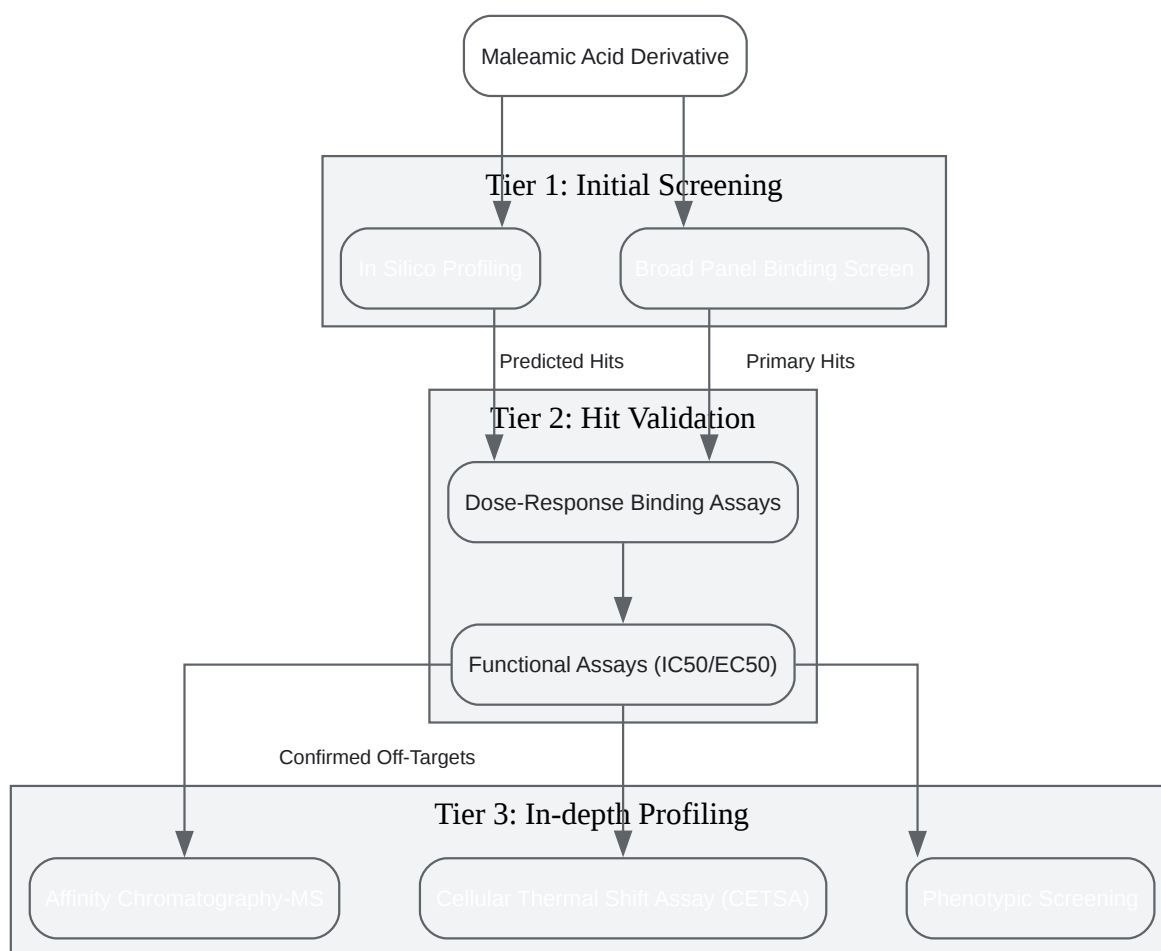 Maleamic Acid Derivative
Tier 1: Initial Screening
In Silico Profiling
Broad Panel Binding Screen
Predicted Hits
Primary Hits
Tier 2: Hit Validation
Dose-Response Binding Assays
Functional Assays (IC50/EC50)
Confirmed Off-Targets
Tier 3: In-depth Profiling
Affinity Chromatography-MS
Cellular Thermal Shift Assay (CETSA)
Phenotypic Screening